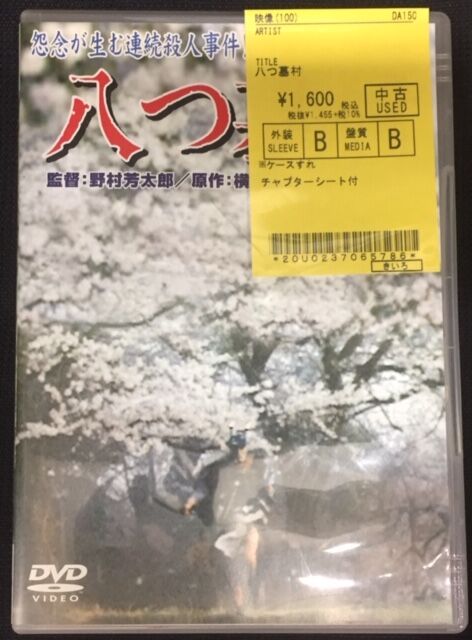 怨念が生む連続殺人事件
八つ
監督:野村芳太郎/原作:横
映像(100) DA150
ARTIST
TITLE
八つ墓村
¥1,600 税込
税抜¥1,455+税10%
中古
USED
外装 SLEEVE B 盤質 MEDIA B
※ケースすれ
チャプターシート付
*20U0237065786*
きいろ
DVD
VIDEO